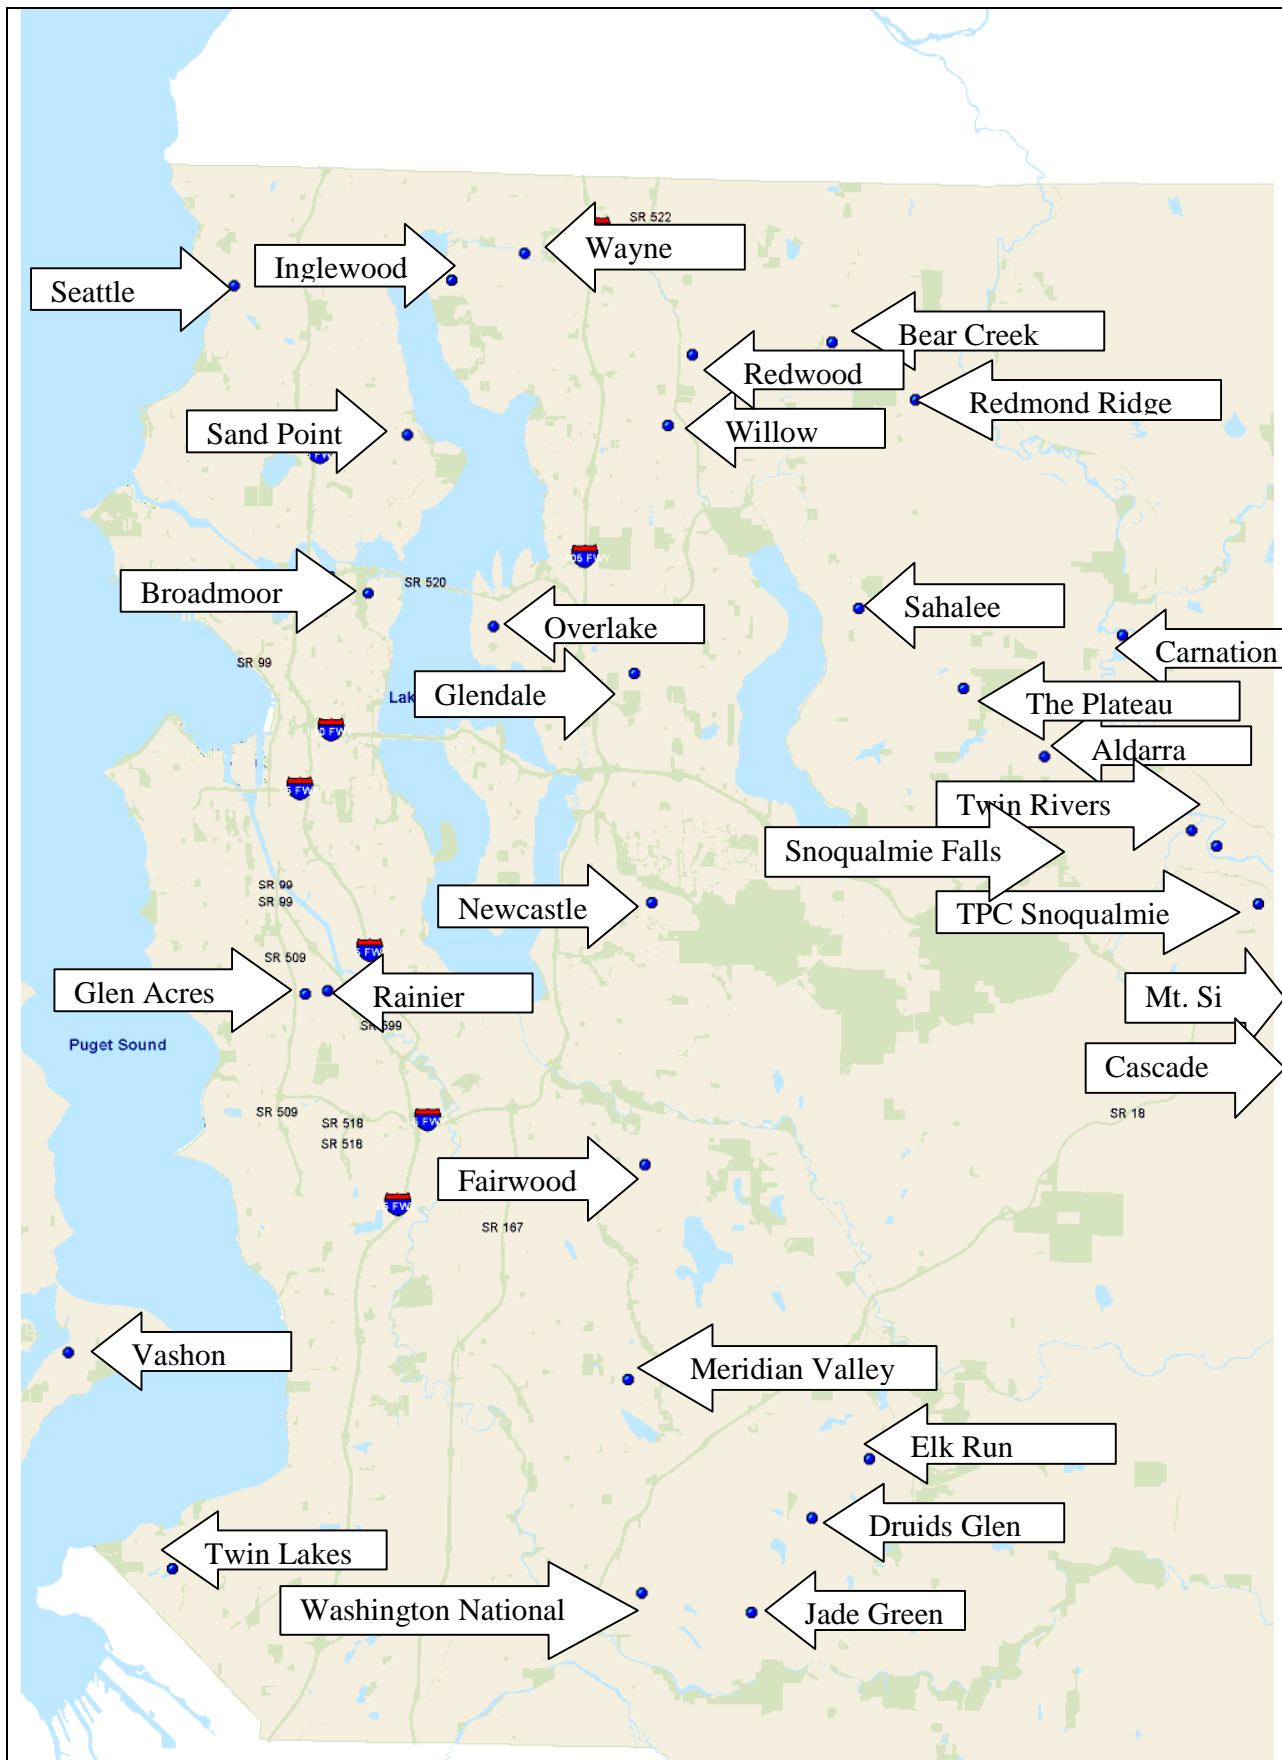 SR 522
Wayne
Inglewood
Seattle
Bear Creek
Redwood
Redmond Ridge
Sand Point
Willow
SR 520
Broadmoor
Sahalee
Overlake
Carnation
SR 99
Glendale
The Plateau
Aldarra
Twin Rivers
Snoqualmie Falls
SR 99
SR 99
Newcastle
TPC Snoqualmie
SR 509
Glen Acres
Rainier
Mt. Si
Puget Sound
Cascade
SR 509
SR 518
SR 518
SR 18
Fairwood
SR 167
Vashon
Meridian Valley
Elk Run
Druids Glen
Twin Lakes
Washington National
Jade Green